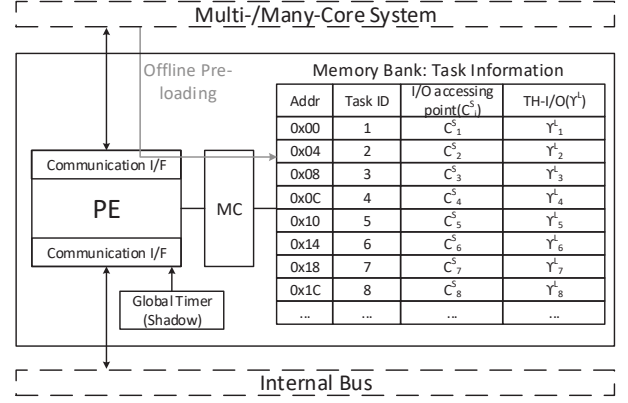 Multi-/Many-Core System
Offline Pre-
loading
Memory Bank: Task Information
Addr Task ID I/O accessing point(C^S_i) TH-I/O(ϒ^L)
0x00 1 C^S_1 ϒ^L_1
0x04 2 C^S_2 ϒ^L_2
0x08 3 C^S_3 ϒ^L_3
0x0C 4 C^S_4 ϒ^L_4
0x10 5 C^S_5 ϒ^L_5
0x14 6 C^S_6 ϒ^L_6
0x18 7 C^S_7 ϒ^L_7
0x1C 8 C^S_8 ϒ^L_8
... ... ... ...
Communication I/F
PE
Communication I/F
MC
Global Timer
(Shadow)
Internal Bus